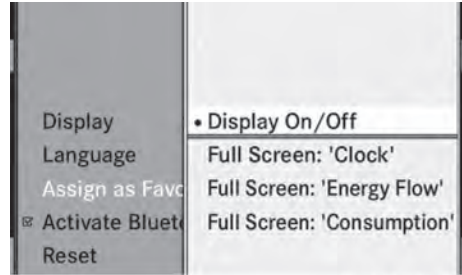 Display
Language
Assign as Favo
Activate Blueto
Reset
• Display On/Off
Full Screen: 'Clock'
Full Screen: 'Energy Flow'
Full Screen: 'Consumption'